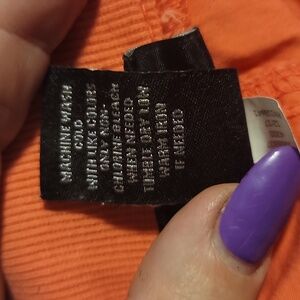 MACHINE WASH
COLD
WITH LIKE COLORS
ONLY NON-
CHLORINE BLEACH
WHEN NEEDED
TUMBLE DRY LOW
WARM IRON
IF NEEDED